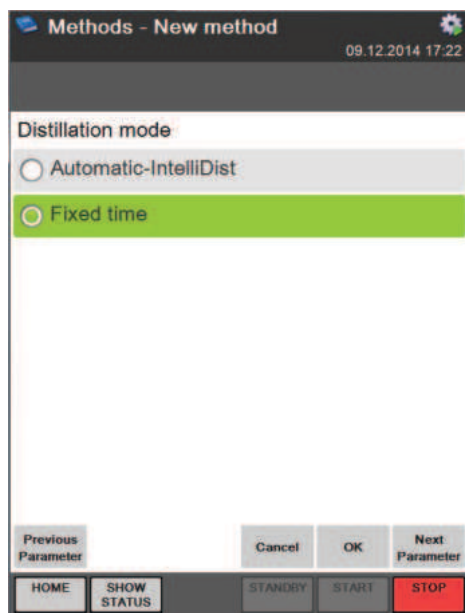 Methods - New method
09.12.2014 17:22
Distillation mode
Automatic-IntelliDist
Fixed time
Previous
Parameter
Cancel
OK
Next
Parameter
HOME
SHOW
STATUS
STANDBY
START
STOP